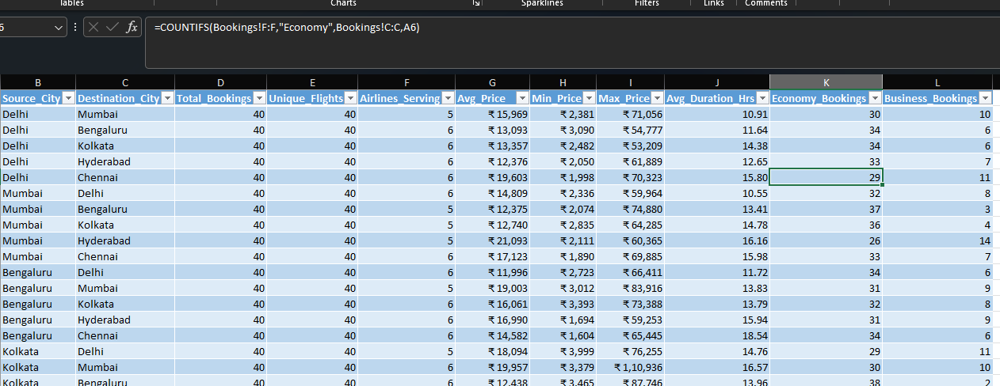 Tables Charts Sparklines Filters Links Comments
6 fx =COUNTIFS(Bookings!F:F,"Economy",Bookings!C:C,A6)
B C D E F G H I J K L
Source_City Destination_City Total_Bookings Unique_Flights Airlines_Serving Avg_Price Min_Price Max_Price Avg_Duration_Hrs Economy_Bookings Business_Bookings
Delhi Mumbai 40 40 5 ₹ 15,969 ₹ 2,381 ₹ 71,056 10.91 30 10
Delhi Bengaluru 40 40 6 ₹ 13,093 ₹ 3,090 ₹ 54,777 11.64 34 6
Delhi Kolkata 40 40 6 ₹ 13,357 ₹ 2,482 ₹ 53,209 14.38 34 6
Delhi Hyderabad 40 40 6 ₹ 12,376 ₹ 2,050 ₹ 61,889 12.65 33 7
Delhi Chennai 40 40 6 ₹ 19,603 ₹ 1,998 ₹ 70,323 15.80 29 11
Mumbai Delhi 40 40 6 ₹ 14,809 ₹ 2,336 ₹ 59,964 10.55 32 8
Mumbai Bengaluru 40 40 5 ₹ 12,375 ₹ 2,074 ₹ 74,880 13.41 37 3
Mumbai Kolkata 40 40 5 ₹ 12,740 ₹ 2,835 ₹ 64,285 14.78 36 4
Mumbai Hyderabad 40 40 5 ₹ 21,093 ₹ 2,111 ₹ 60,365 16.16 26 14
Mumbai Chennai 40 40 6 ₹ 17,123 ₹ 1,890 ₹ 69,885 15.98 33 7
Bengaluru Delhi 40 40 6 ₹ 11,996 ₹ 2,723 ₹ 66,411 11.72 34 6
Bengaluru Mumbai 40 40 5 ₹ 19,003 ₹ 3,012 ₹ 83,916 13.83 31 9
Bengaluru Kolkata 40 40 6 ₹ 16,061 ₹ 3,393 ₹ 73,388 13.79 32 8
Bengaluru Hyderabad 40 40 6 ₹ 16,990 ₹ 1,694 ₹ 59,253 15.94 31 9
Bengaluru Chennai 40 40 6 ₹ 14,582 ₹ 1,604 ₹ 65,445 18.54 34 6
Kolkata Delhi 40 40 5 ₹ 18,094 ₹ 3,999 ₹ 76,255 14.76 29 11
Kolkata Mumbai 40 40 6 ₹ 19,957 ₹ 3,379 ₹ 1,10,936 16.57 30 10
Kolkata Bengaluru 40 40 6 ₹ 12,438 ₹ 3,465 ₹ 87,746 13.96 38 2